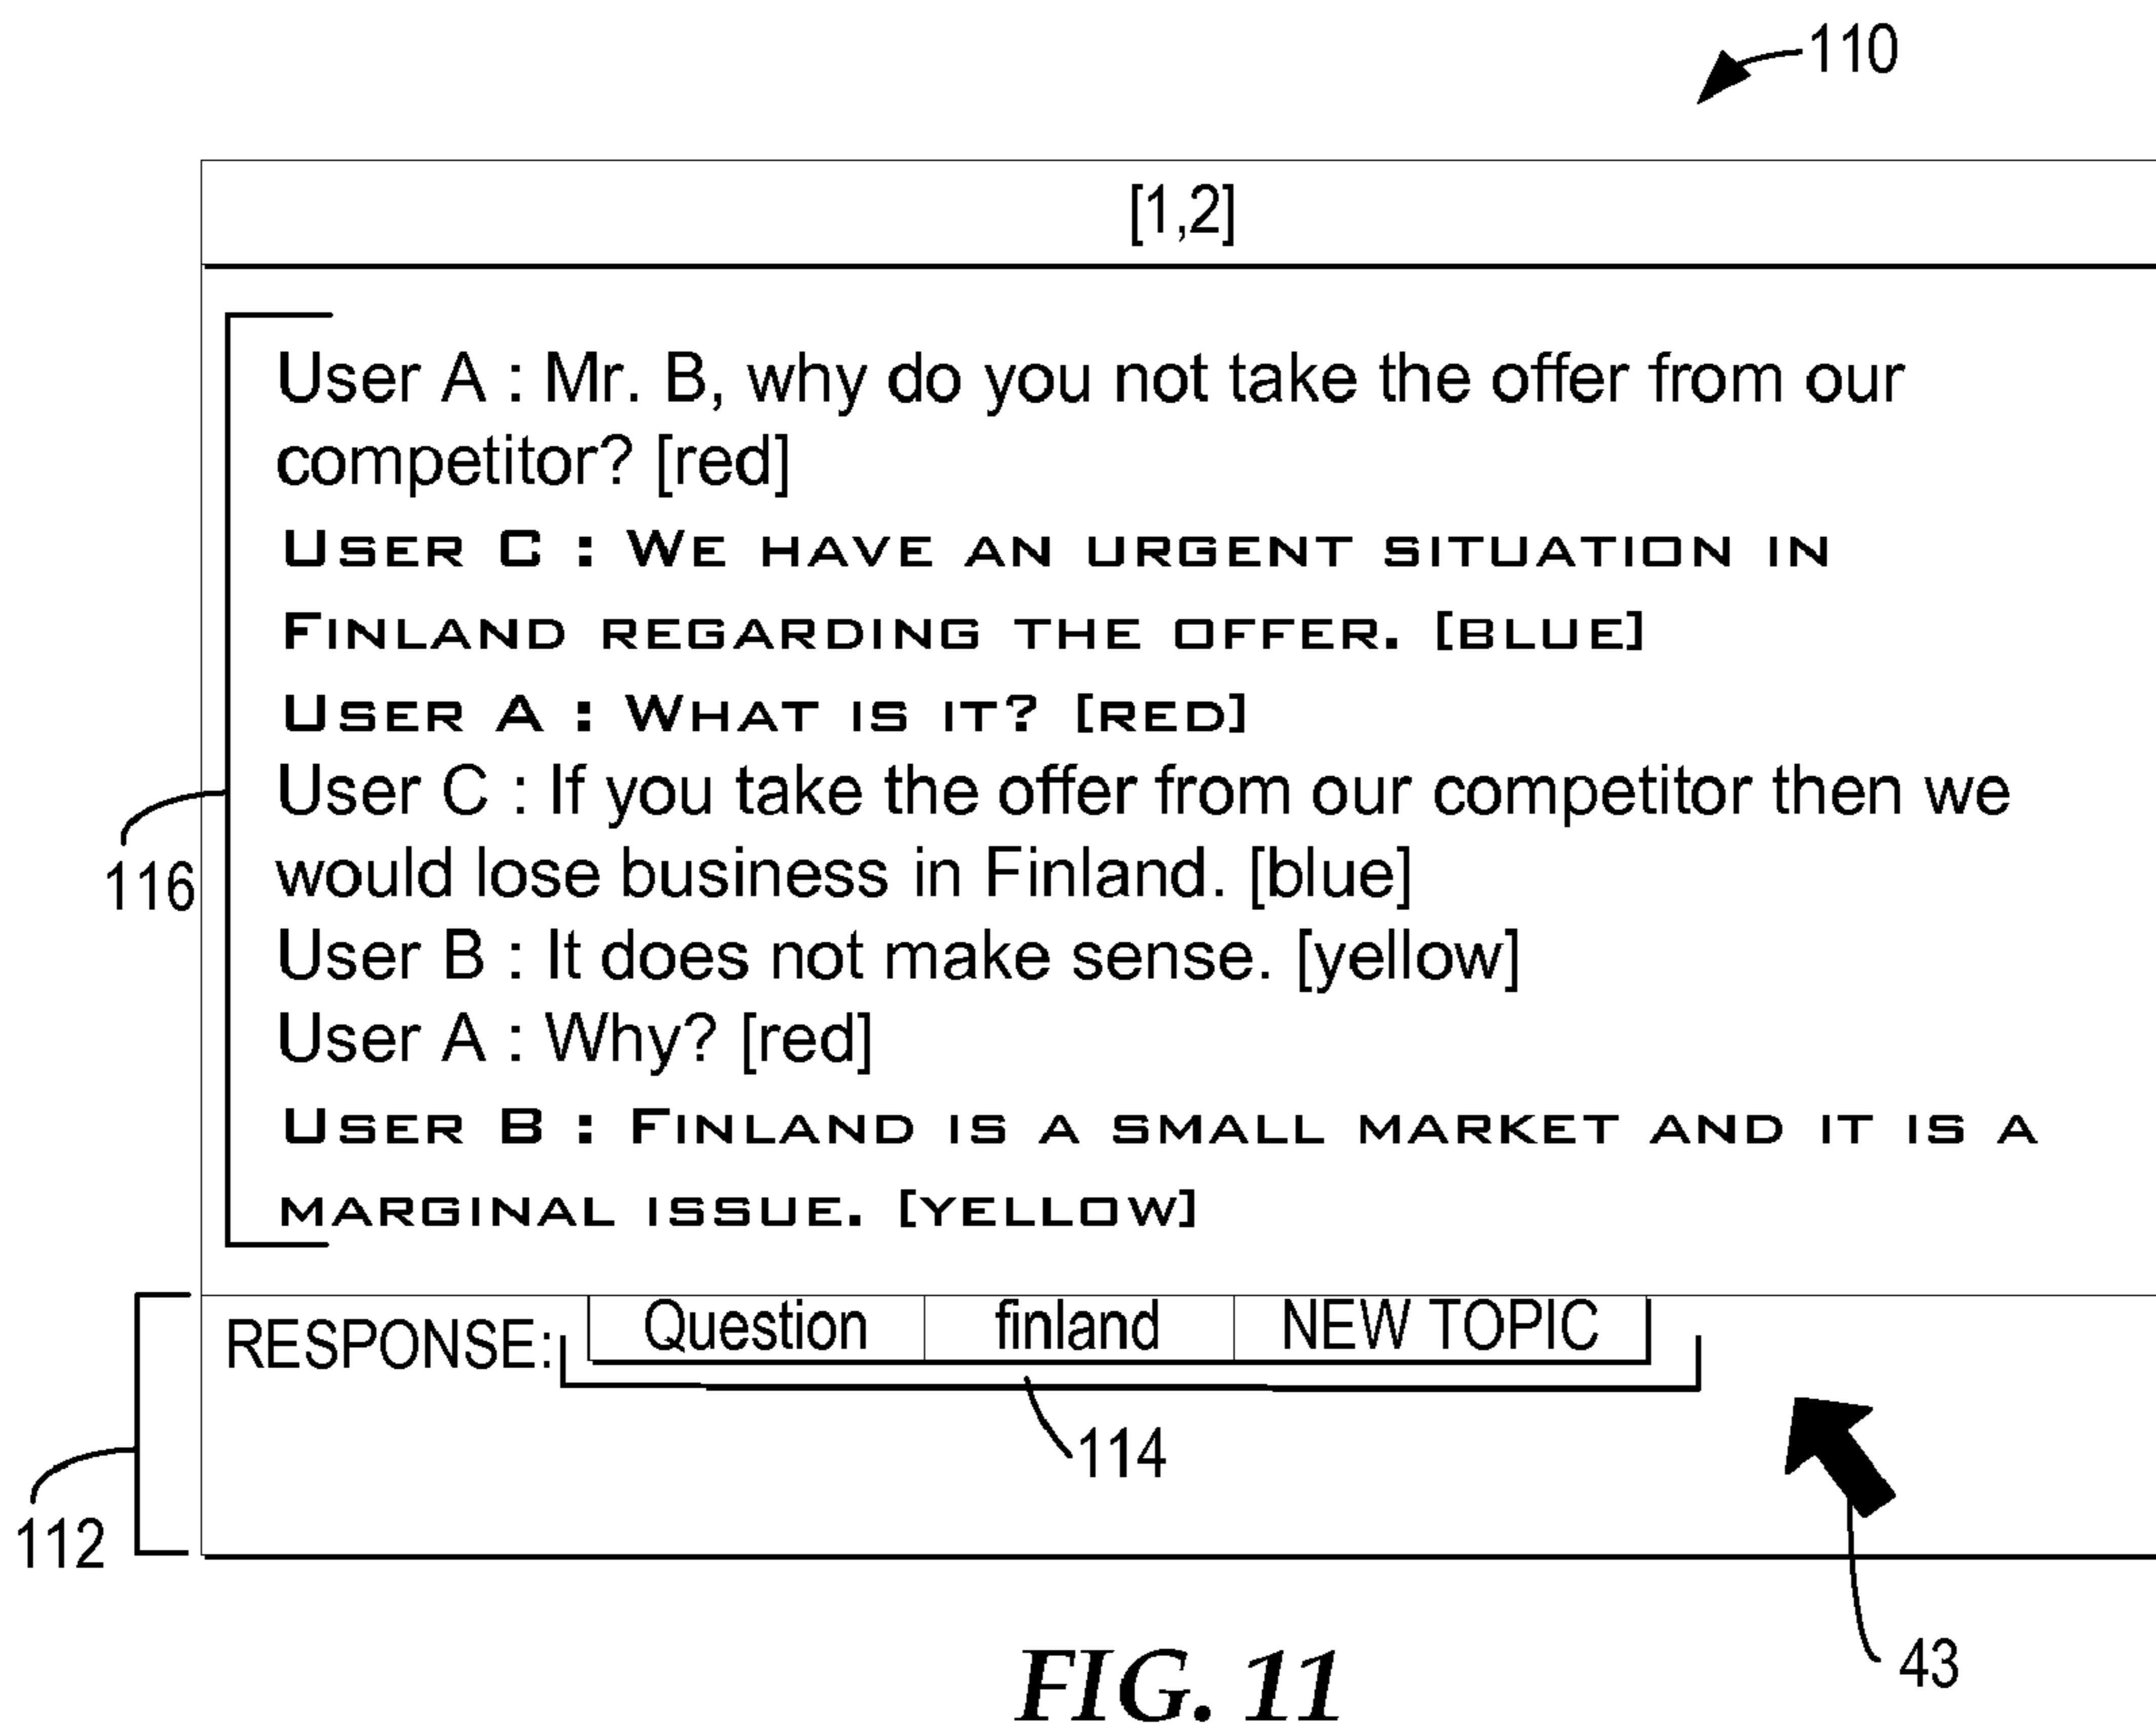 110
[1,2]
User A : Mr. B, why do you not take the offer from our
competitor? [red]
USER C : WE HAVE AN URGENT SITUATION IN
FINLAND REGARDING THE OFFER. [BLUE]
USER A : WHAT IS IT? [RED]
User C : If you take the offer from our competitor then we
would lose business in Finland. [blue]
116
User B : It does not make sense. [yellow]
User A : Why? [red]
USER B : FINLAND IS A SMALL MARKET AND IT IS A
MARGINAL ISSUE. [YELLOW]
RESPONSE: Question finland NEW TOPIC
114
112
43
FIG. 11